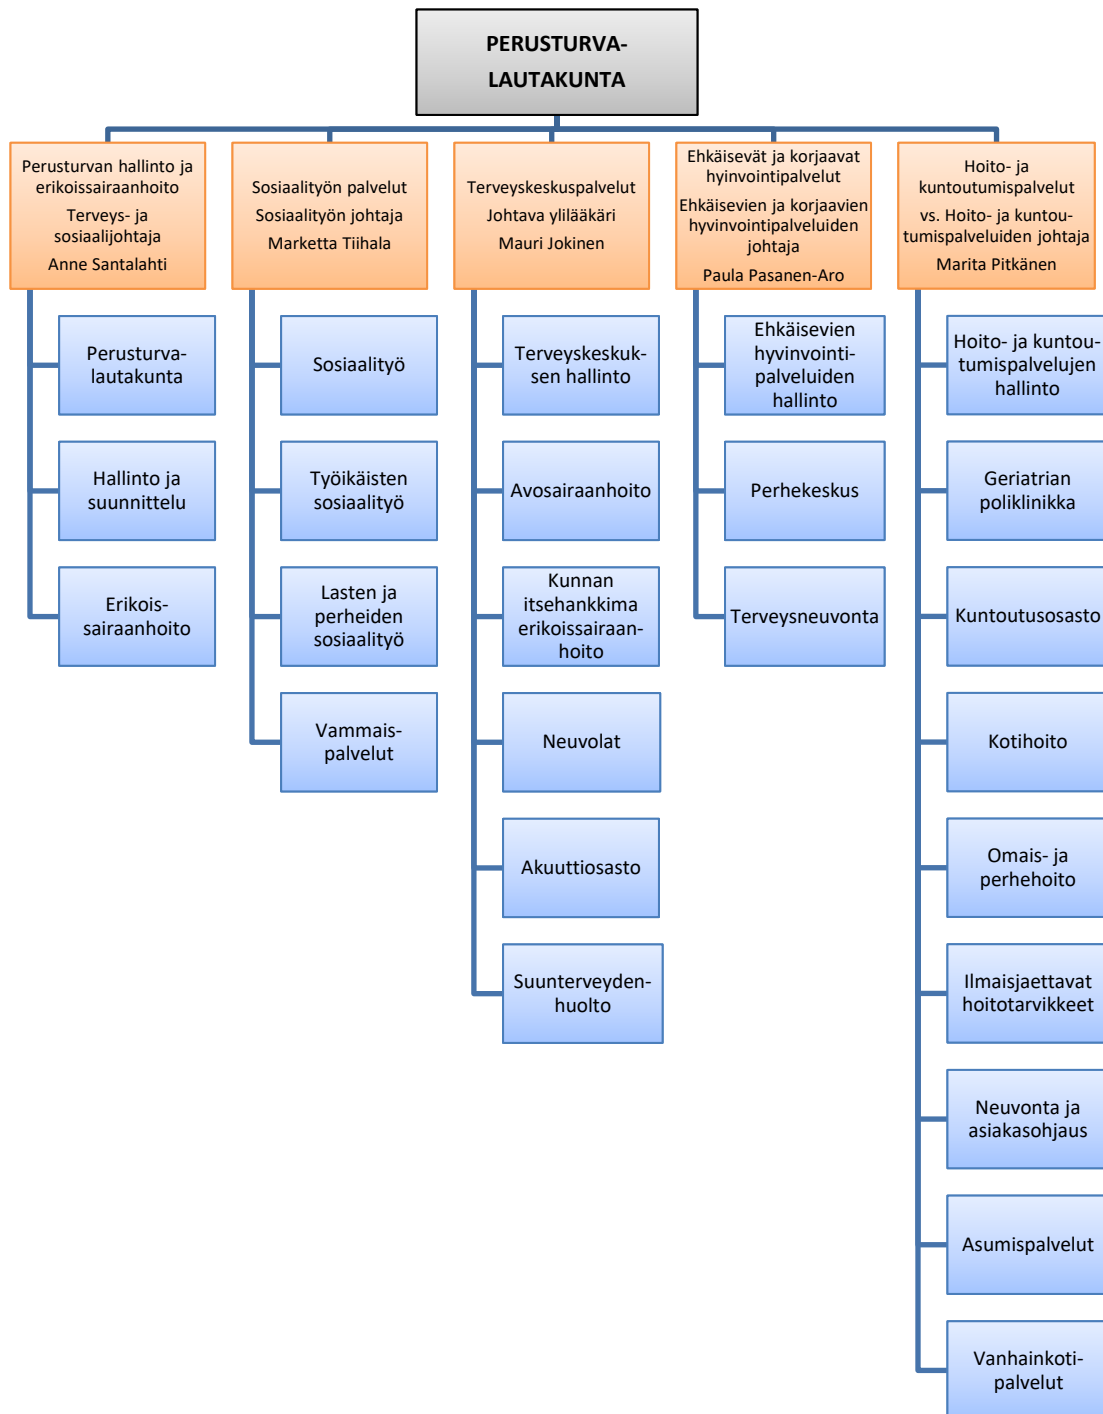 PERUSTURVA-
LAUTAKUNTA
Perusturvan hallinto ja
erikoissairaanhoito
Terveys- ja
sosiaalijohtaja
Anne Santalahti
Sosiaalityön palvelut
Sosiaalityön johtaja
Marketta Tiihala
Terveyskeskuspalvelut
Johtava ylilääkäri
Mauri Jokinen
Ehkäisevät ja korjaavat
hyinvointipalvelut
Ehkäisevien ja korjaavien
hyvinvointipalveluiden
johtaja
Paula Pasanen-Aro
Hoito- ja
kuntoutumispalvelut
vs. Hoito- ja kuntou-
tumispalveluiden johtaja
Marita Pitkänen
Perusturva-
lautakunta
Hallinto ja
suunnittelu
Erikois-
sairaanhoito
Sosiaalityö
Työikäisten
sosiaalityö
Lasten ja
perheiden
sosiaalityö
Vammais-
palvelut
Terveyskeskuk-
sen hallinto
Avosairaanhoito
Kunnan
itsehankkima
erikoissairaan-
hoito
Neuvolat
Akuuttiosasto
Suunterveyden-
huolto
Ehkäisevien
hyvinvointi-
palveluiden
hallinto
Perhekeskus
Terveysneuvonta
Hoito- ja kuntou-
tumispalvelujen
hallinto
Geriatrian
poliklinikka
Kuntoutusosasto
Kotihoito
Omais- ja
perhehoito
Ilmaisjaettavat
hoitotarvikkeet
Neuvonta ja
asiakasohjaus
Asumispalvelut
Vanhainkoti-
palvelut